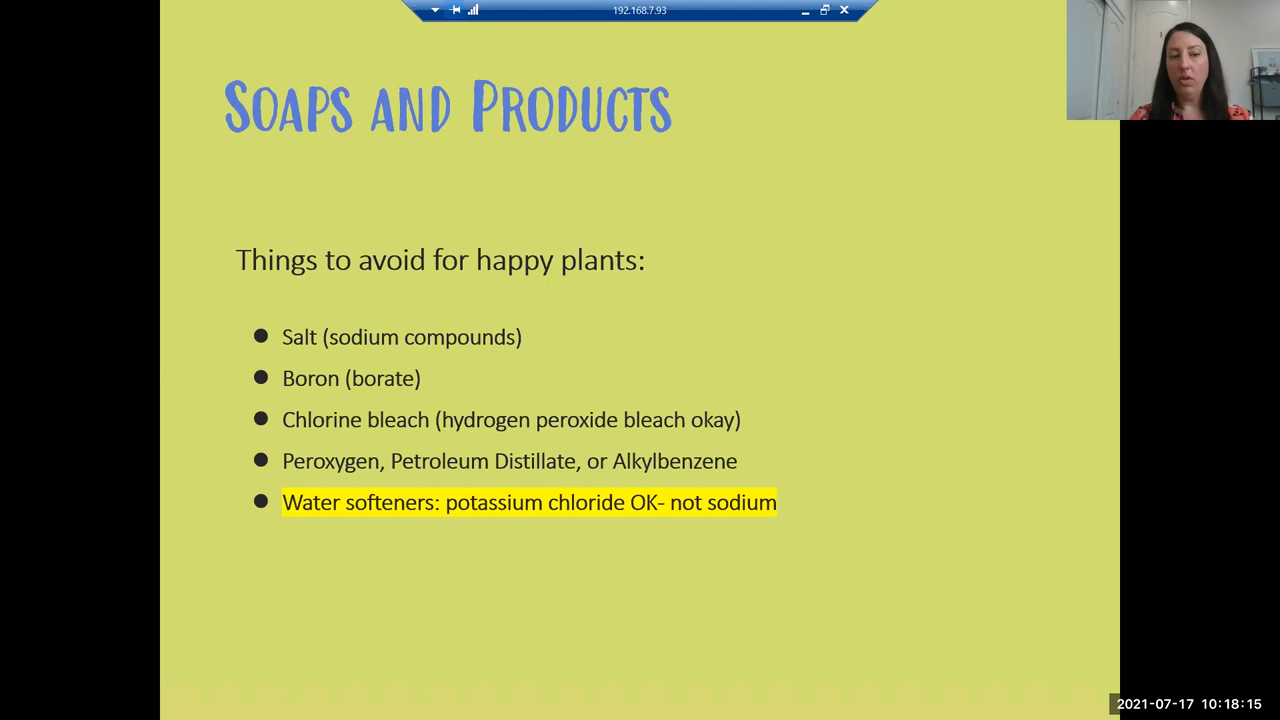 192.168.7.93
Soaps and Products
Things to avoid for happy plants:
● Salt (sodium compounds)
● Boron (borate)
● Chlorine bleach (hydrogen peroxide bleach okay)
● Peroxygen, Petroleum Distillate, or Alkylbenzene
● Water softeners: potassium chloride OK- not sodium
2021-07-17 10:18:15